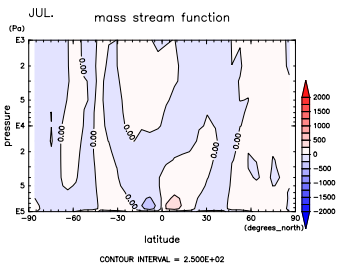 JUL.
mass stream function
(Pa)
E3
2
5
E4
2
5
E5
pressure
0.00
0.00
0.00
0.00
0.00
0.00
0.00
−90
−60
−30
0
30
60
90
(degrees_north)
latitude
2000
1500
1000
500
0
−500
−1000
−1500
−2000
CONTOUR INTERVAL = 2.500E+02